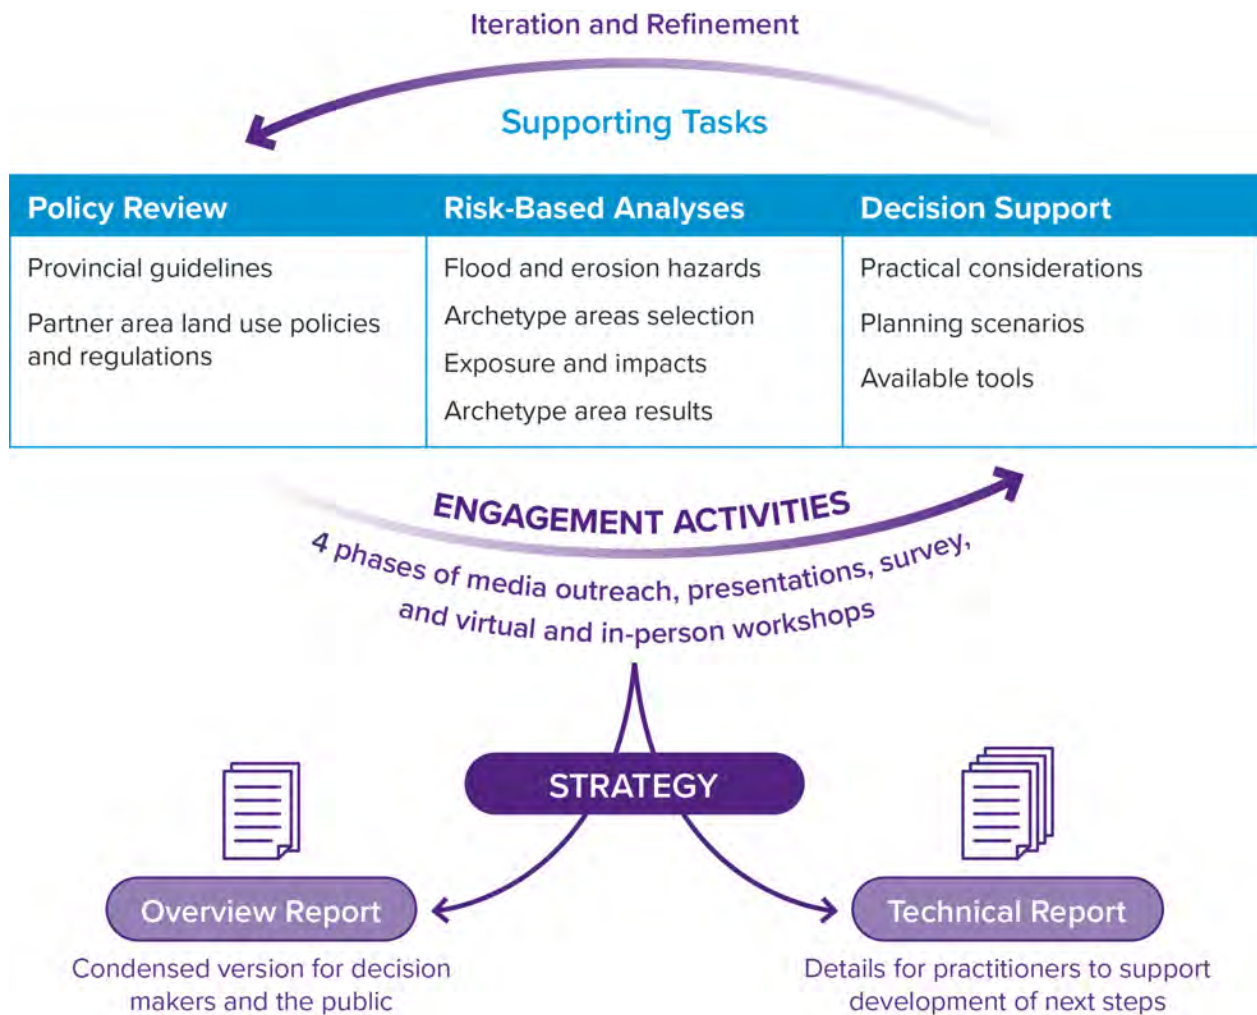 Iteration and Refinement
Supporting Tasks
Policy Review
Provincial guidelines
Partner area land use policies
and regulations
Risk-Based Analyses
Flood and erosion hazards
Archetype areas selection
Exposure and impacts
Archetype area results
Decision Support
Practical considerations
Planning scenarios
Available tools
ENGAGEMENT ACTIVITIES
4 phases of media outreach, presentations, survey,
and virtual and in-person workshops
STRATEGY
Overview Report
Condensed version for decision
makers and the public
Technical Report
Details for practitioners to support
development of next steps